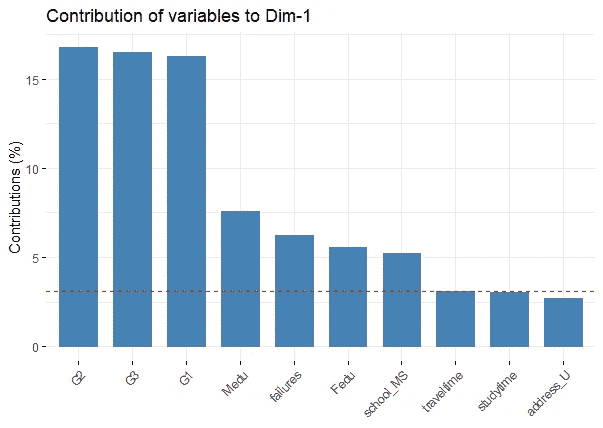 Contribution of variables to Dim-1
Contributions (%)
15
10
5
0
G2
G3
G1
Medu
failures
Fedu
school_MS
traveltime
studytime
address_U